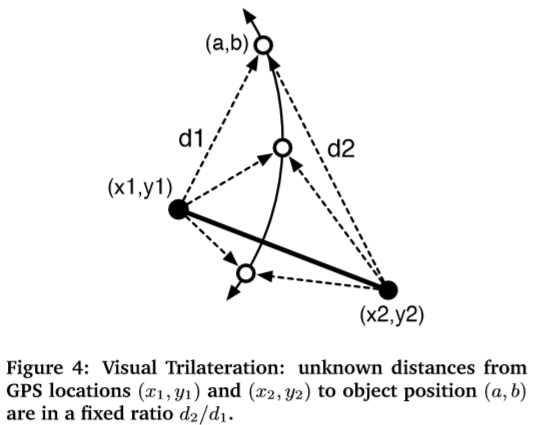 (a,b)
d1
d2
(x1,y1)
(x2,y2)
Figure 4: Visual Trilateration: unknown distances from
GPS locations (x₁, y₁) and (x₂, y₂) to object position (a, b)
are in a fixed ratio d₂/d₁.